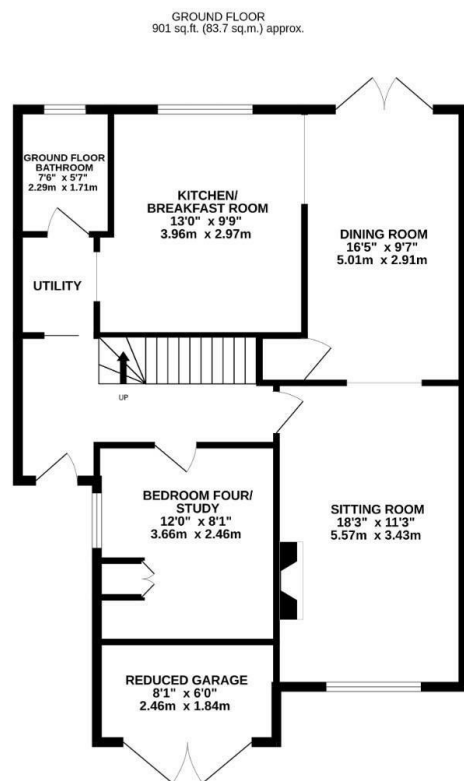 GROUND FLOOR
901 sq.ft. (83.7 sq.m.) approx.
GROUND FLOOR
BATHROOM
7'6" x 5'7"
2.29m x 1.71m
KITCHEN/
BREAKFAST ROOM
13'0" x 9'9"
3.96m x 2.97m
DINING ROOM
16'5" x 9'7"
5.01m x 2.91m
UTILITY
UP
BEDROOM FOUR/
STUDY
12'0" x 8'1"
3.66m x 2.46m
SITTING ROOM
18'3" x 11'3"
5.57m x 3.43m
REDUCED GARAGE
8'1" x 6'0"
2.46m x 1.84m